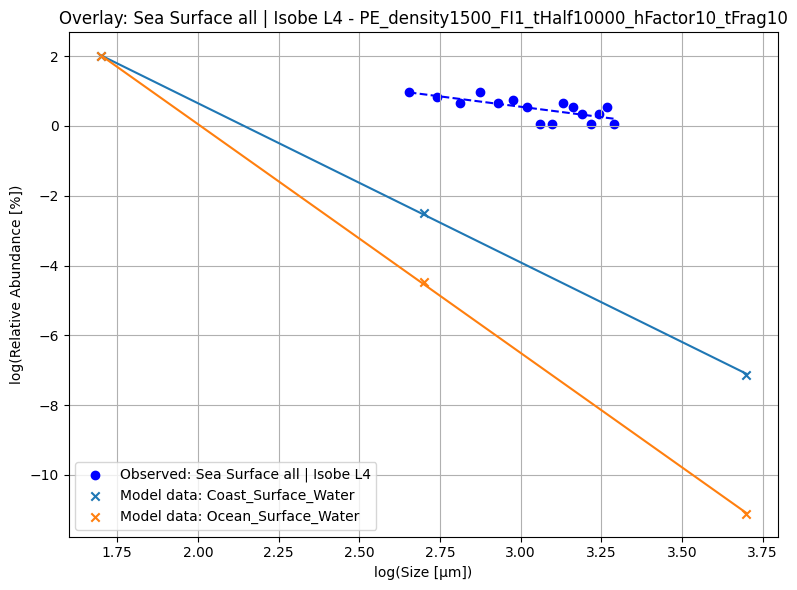 Overlay: Sea Surface all | Isobe L4 - PE_density1500_FI1_tHalf10000_hFactor10_tFrag10
log(Relative Abundance [%])
2
0
−2
−4
−6
−8
−10
Observed: Sea Surface all | Isobe L4
Model data: Coast_Surface_Water
Model data: Ocean_Surface_Water
1.75 2.00 2.25 2.50 2.75 3.00 3.25 3.50 3.75
log(Size [μm])